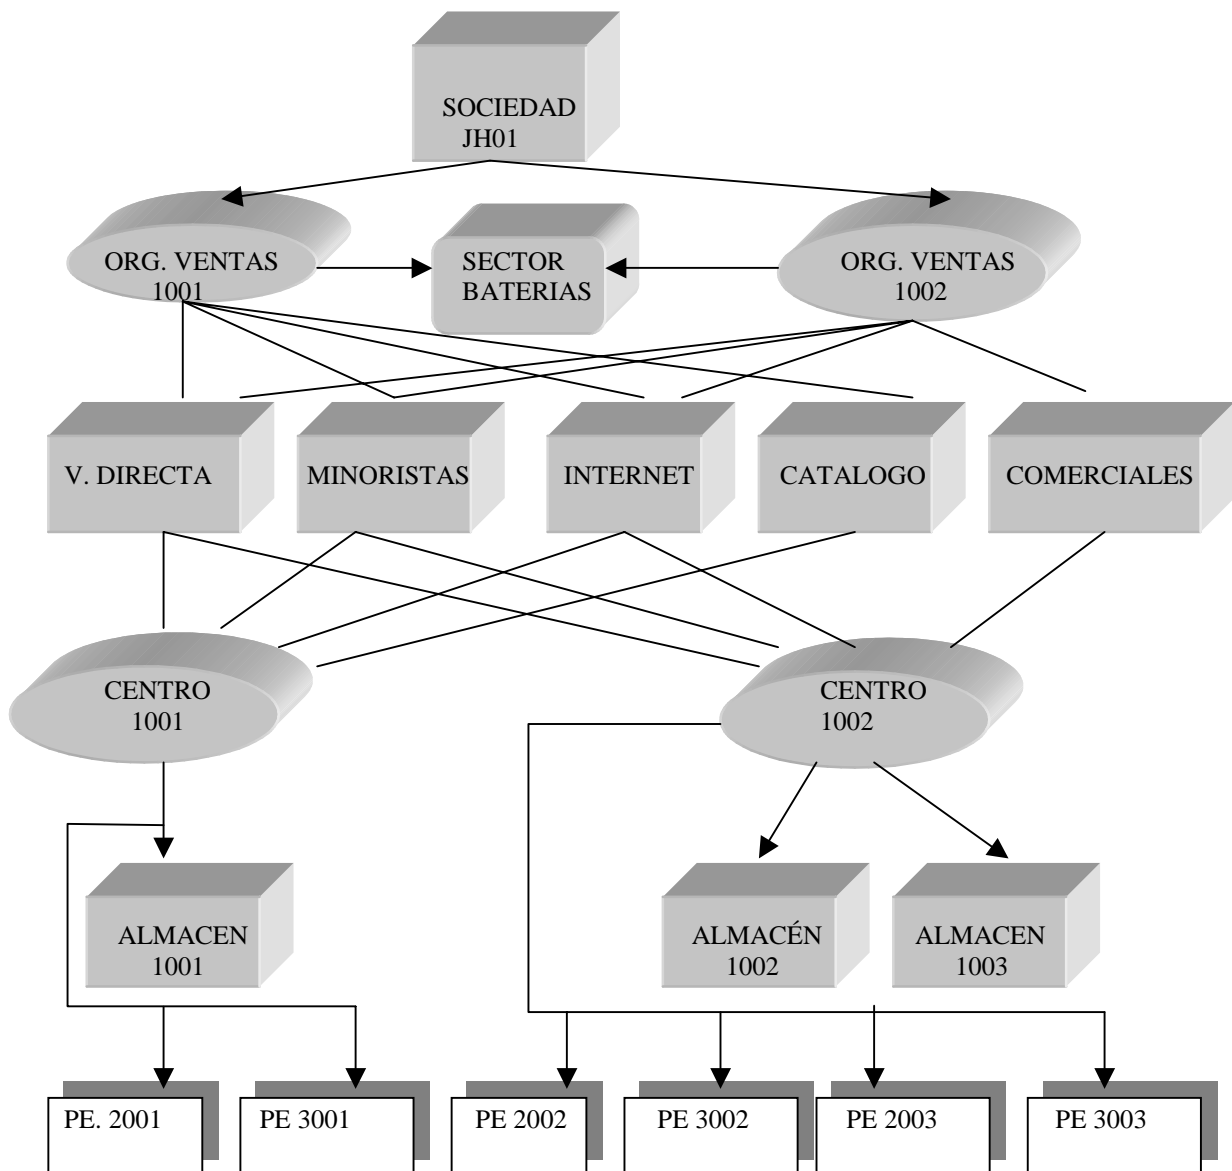 SOCIEDAD
JH01
ORG. VENTAS
1001
SECTOR
BATERIAS
ORG. VENTAS
1002
V. DIRECTA
MINORISTAS
INTERNET
CATALOGO
COMERCIALES
CENTRO
1001
CENTRO
1002
ALMACEN
1001
ALMACÉN
1002
ALMACEN
1003
PE. 2001
PE 3001
PE 2002
PE 3002
PE 2003
PE 3003